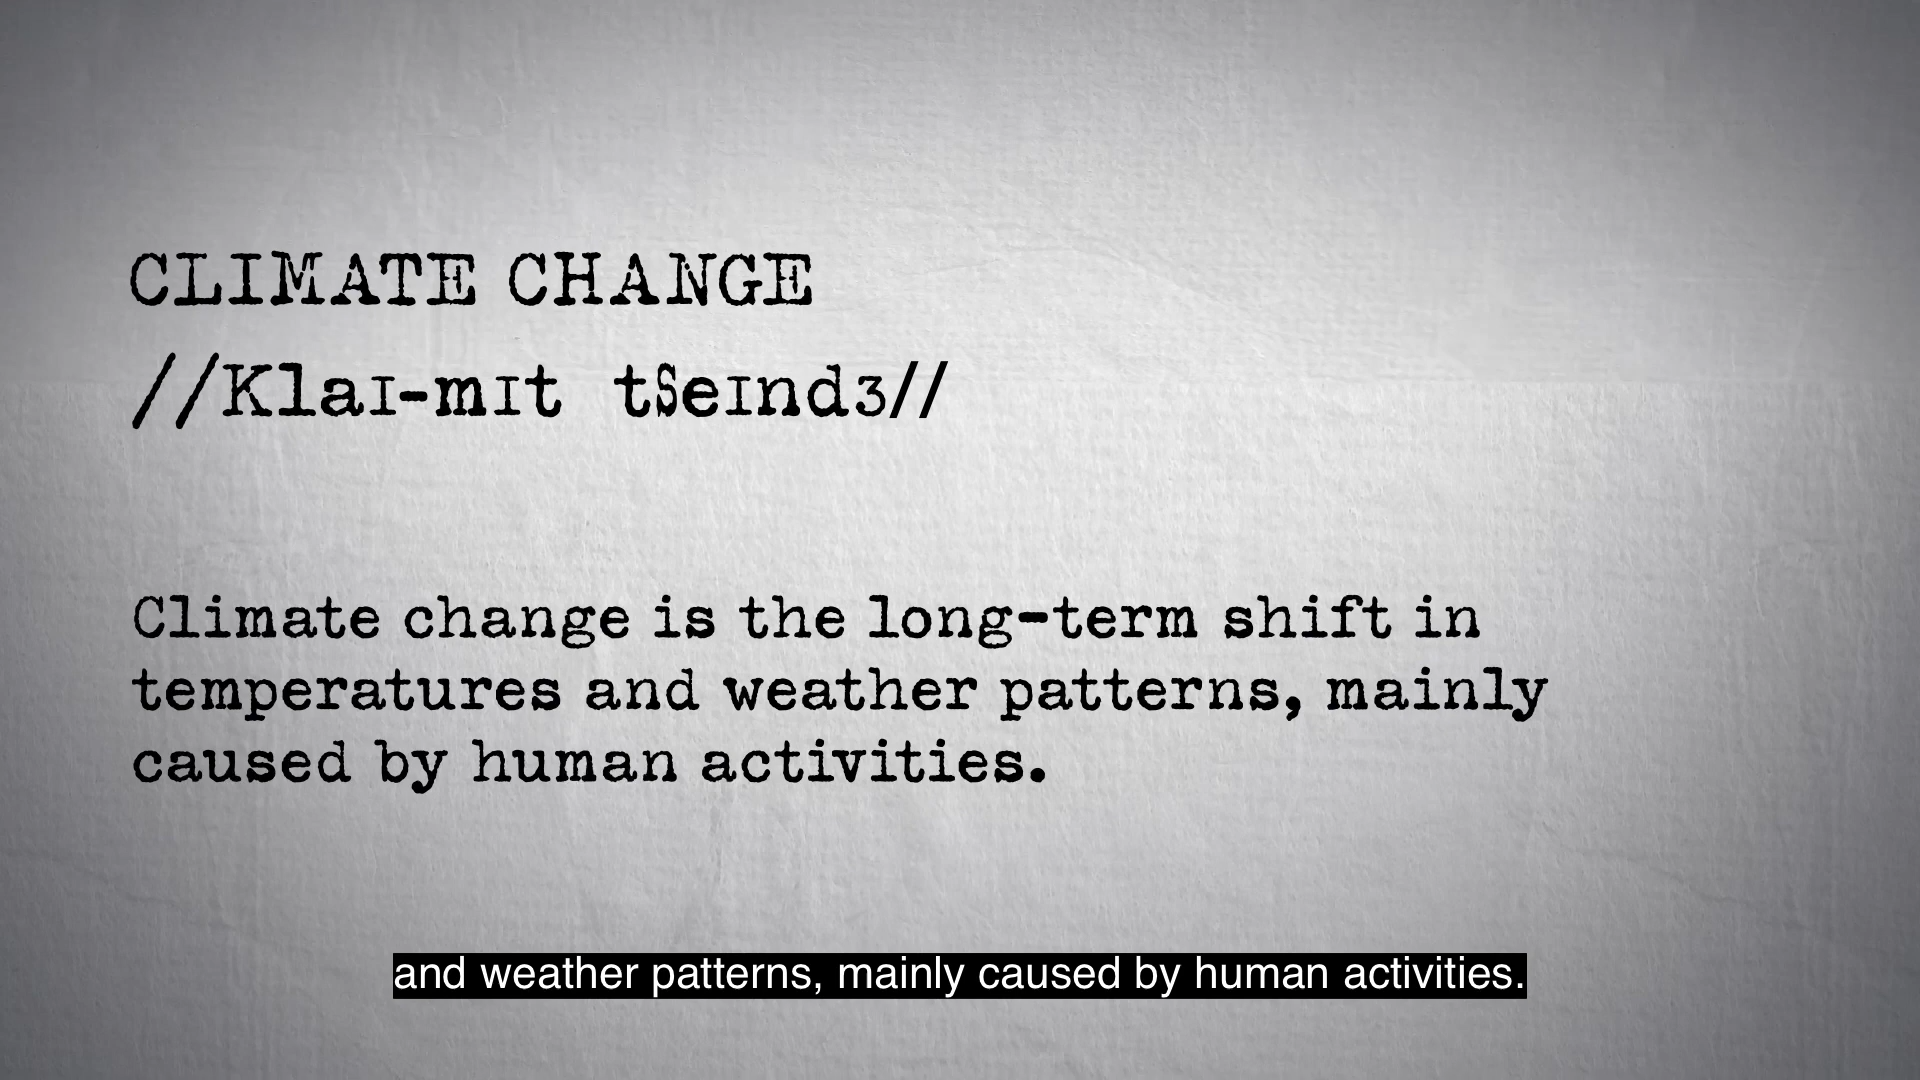 CLIMATE CHANGE
//Klaɪ-mɪt tSeɪndʒ//
Climate change is the long-term shift in
temperatures and weather patterns, mainly
caused by human activities.
and weather patterns, mainly caused by human activities.